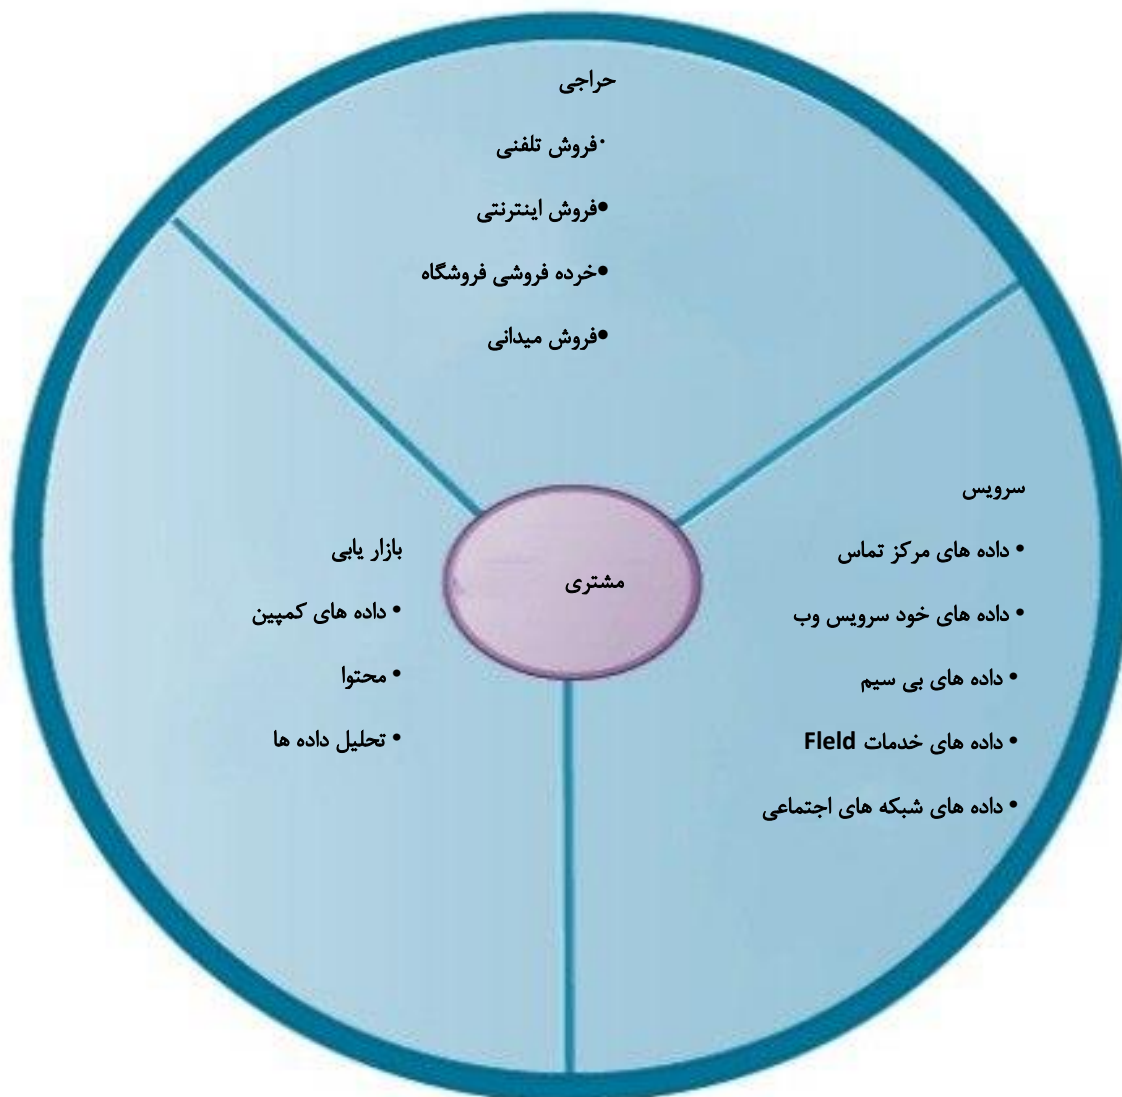 حراجی
·فروش تلفنی
•فروش اینترنتی
•خرده فروشی فروشگاه
•فروش میدانی
سرویس
• داده های مرکز تماس
• داده های خود سرویس وب
• داده های بی سیم
• داده های خدمات Fleld
• داده های شبکه های اجتماعی
مشتری
بازار یابی
• داده های کمپین
• محتوا
• تحلیل داده ها